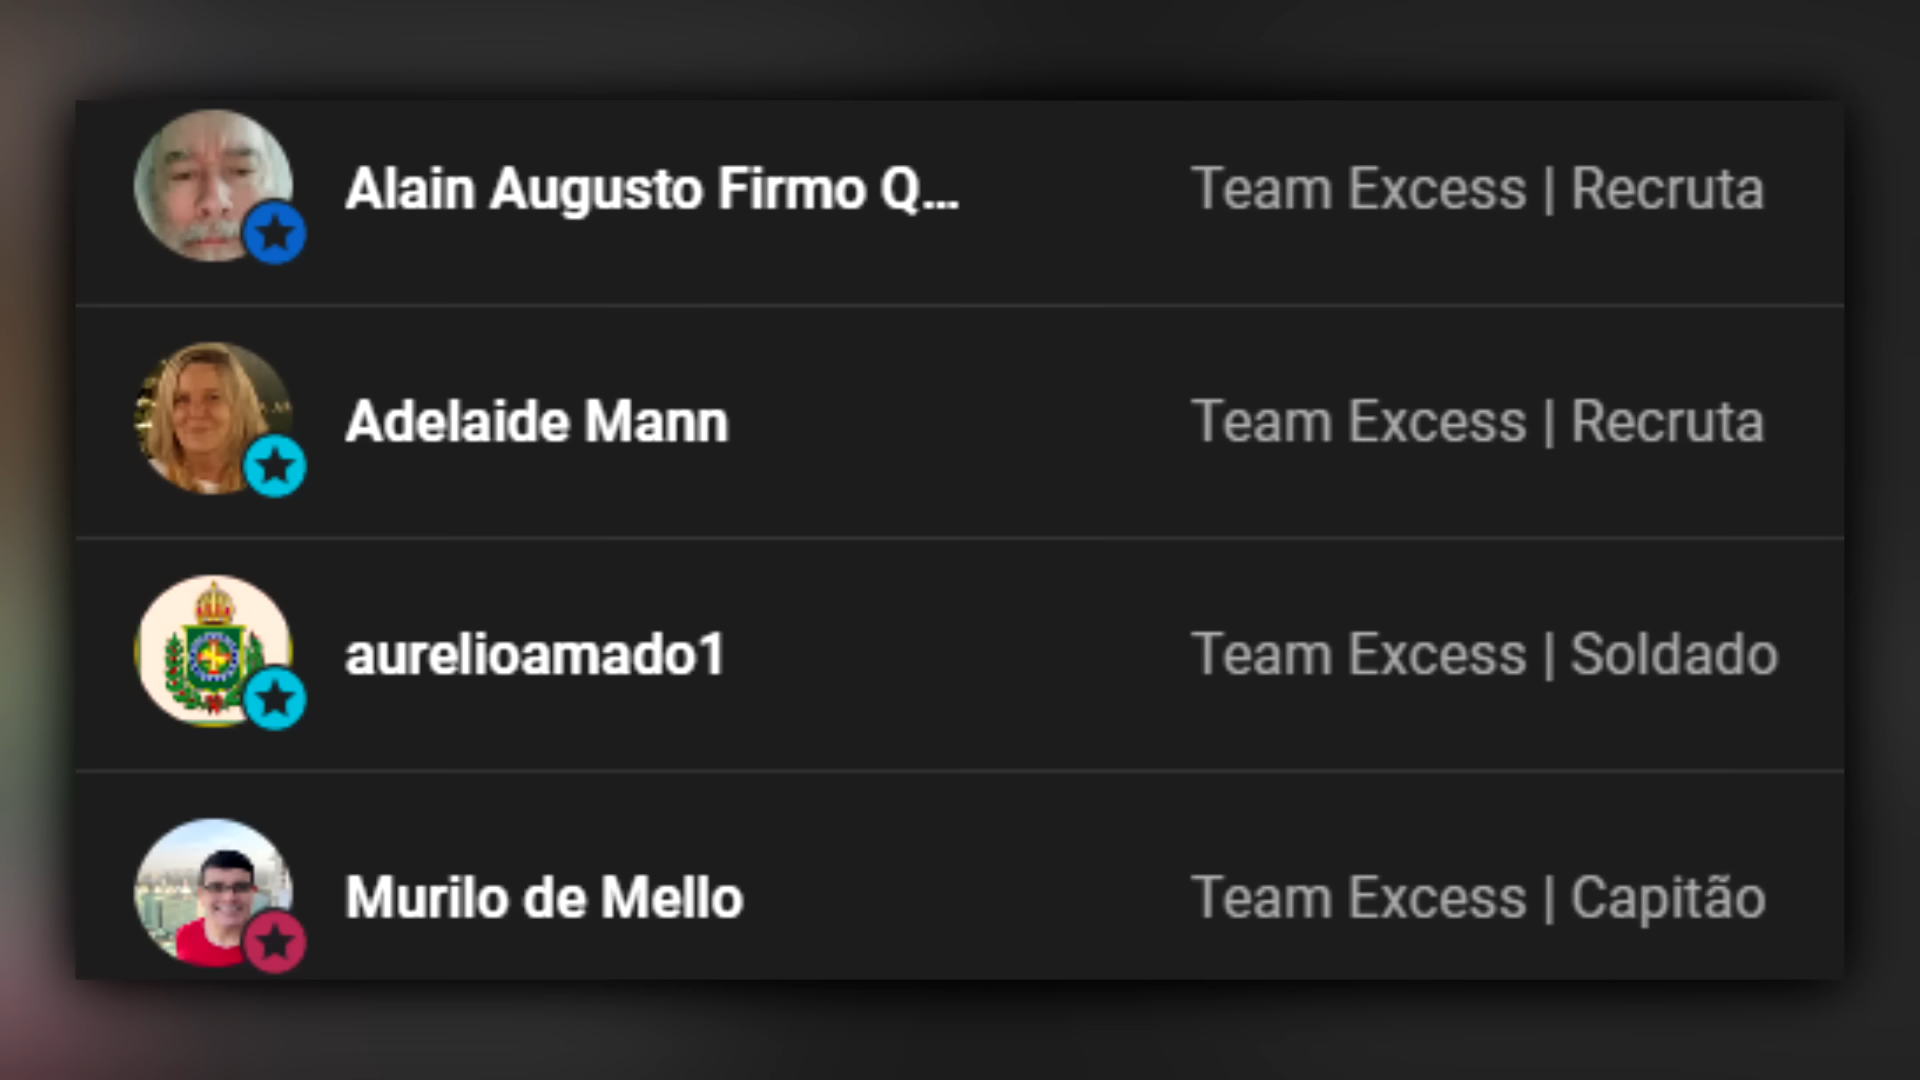 Alain Augusto Firmo Q... Team Excess | Recruta
Adelaide Mann Team Excess | Recruta
aurelioamado1 Team Excess | Soldado
Murilo de Mello Team Excess | Capitão